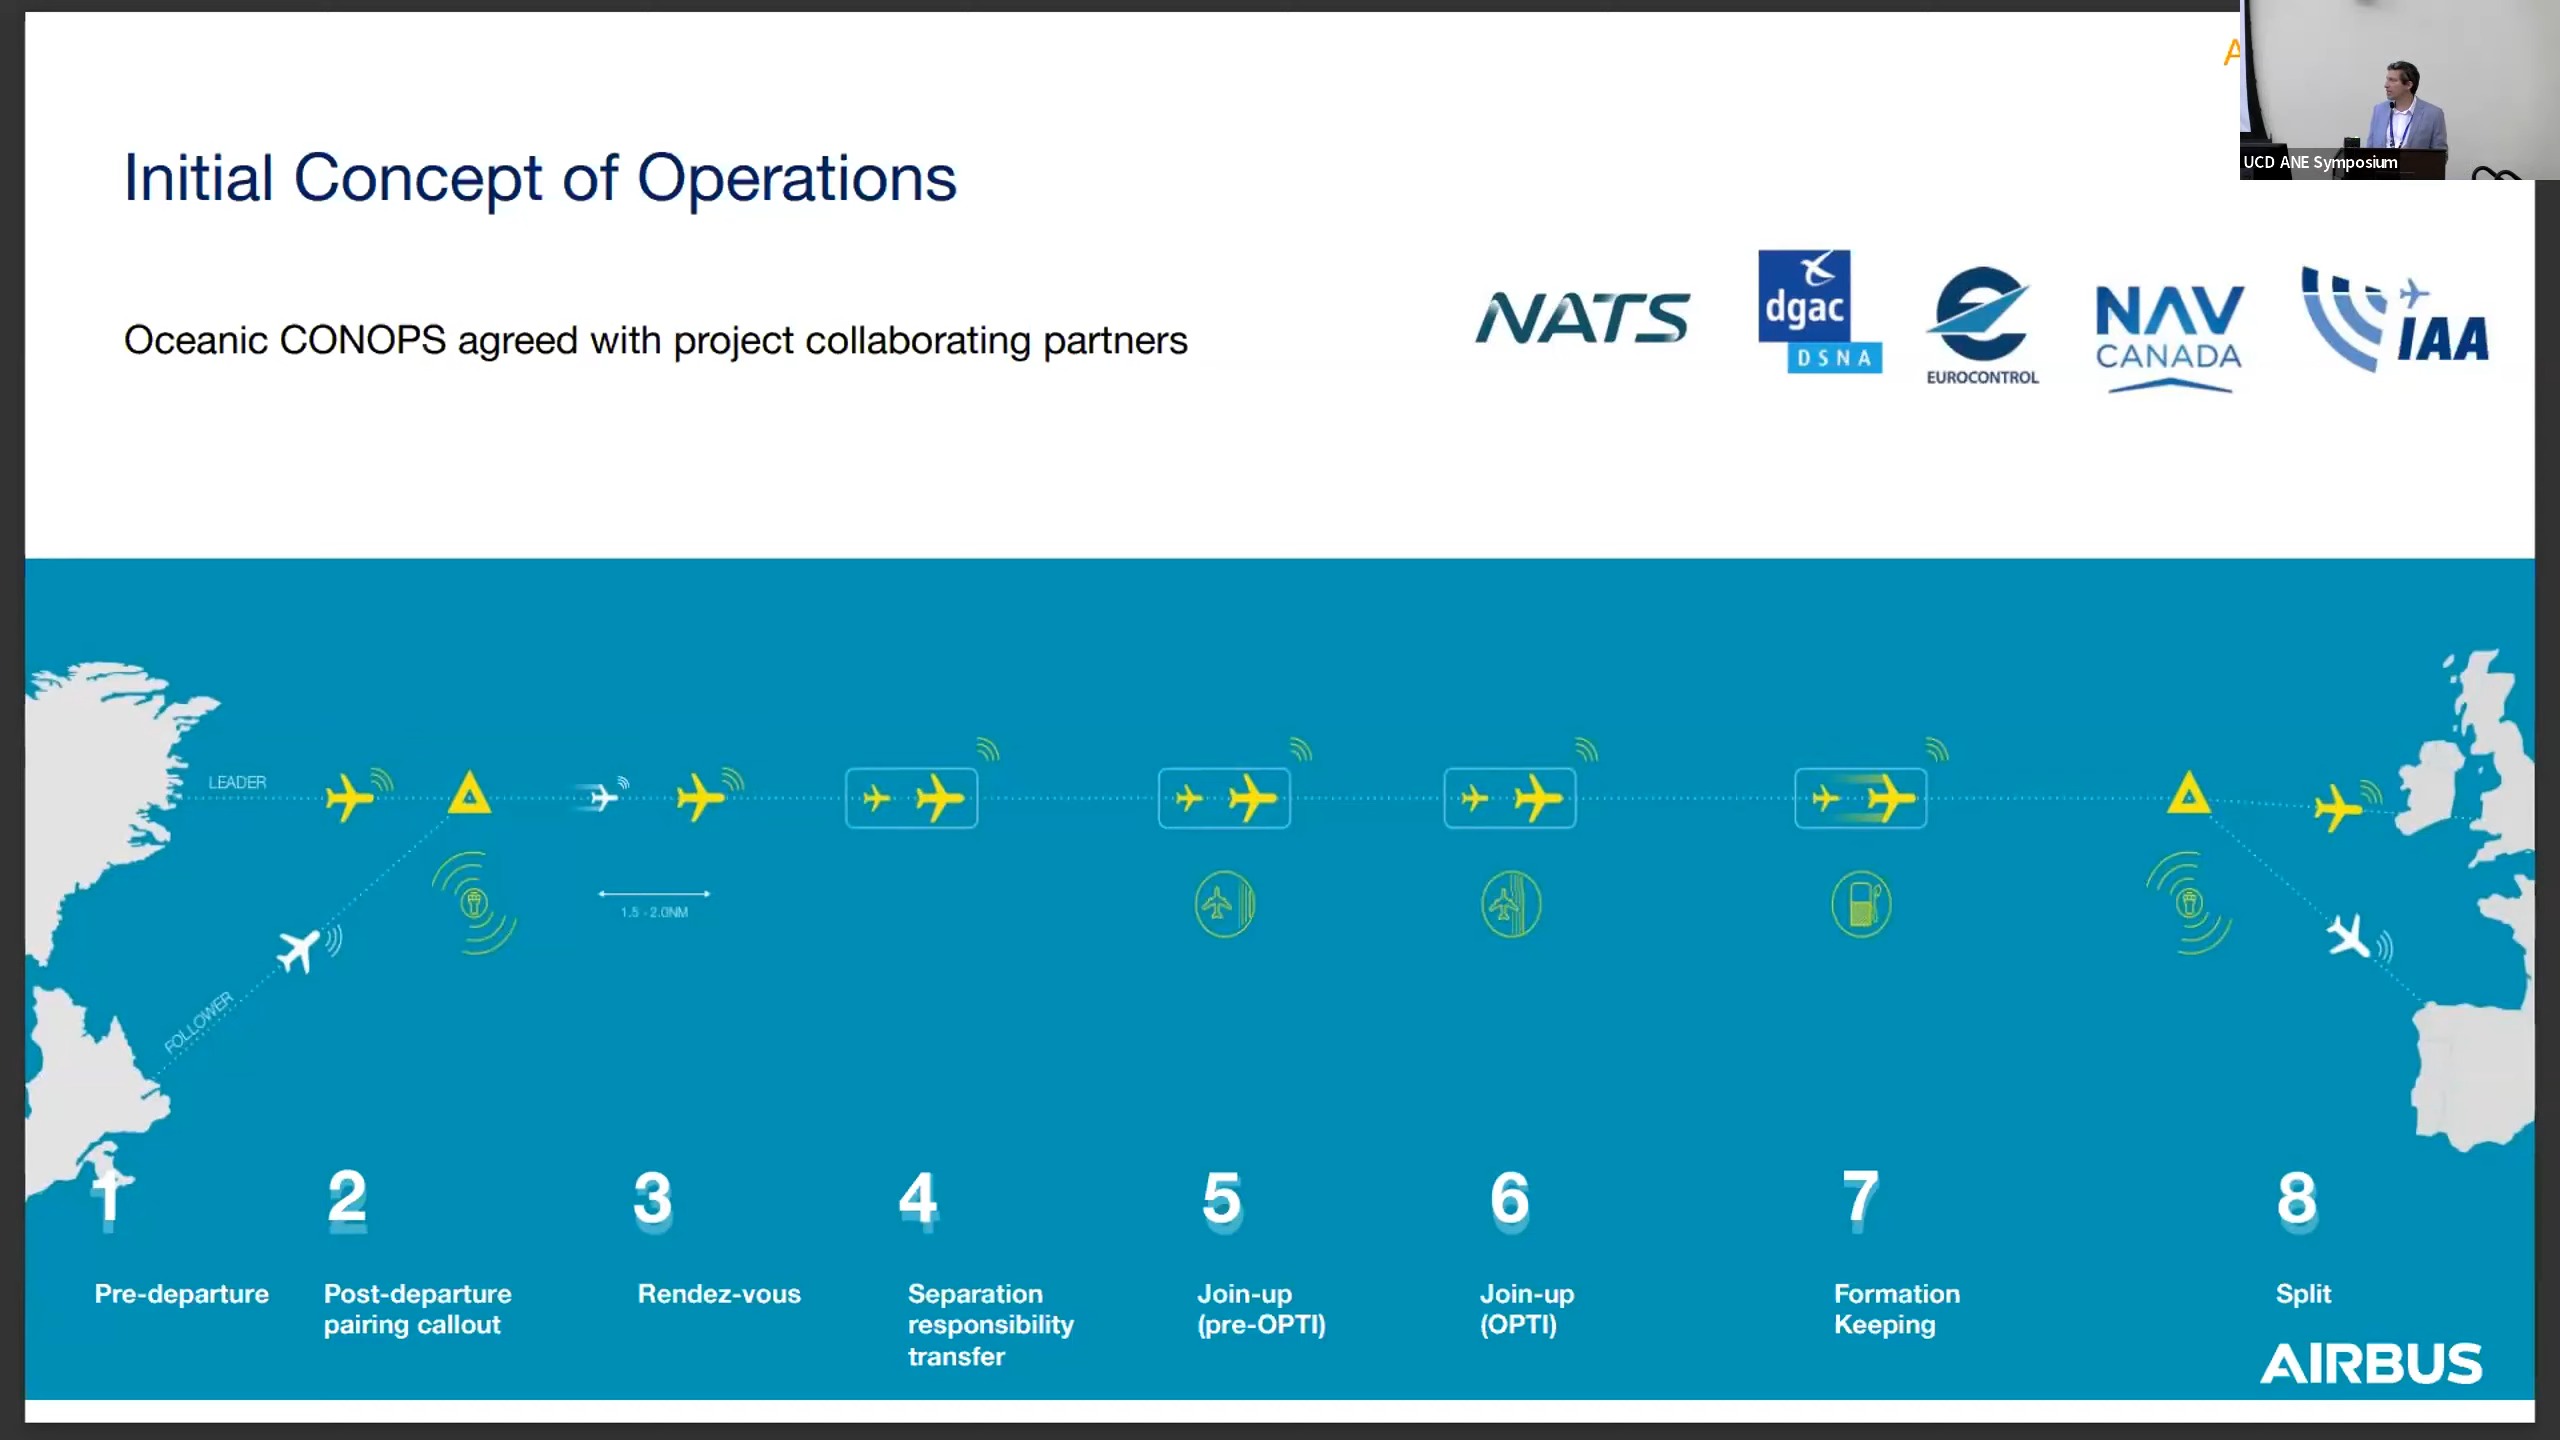 A
UCD ANE Symposium
Initial Concept of Operations
Oceanic CONOPS agreed with project collaborating partners
NATS
dgac
DSNA
EUROCONTROL
NAV
CANADA
IAA
LEADER
1.5 - 2.0NM
FOLLOWER
1
2
3
4
5
6
7
8
Pre-departure
Post-departure
pairing callout
Rendez-vous
Separation
responsibility
transfer
Join-up
(pre-OPTI)
Join-up
(OPTI)
Formation
Keeping
Split
AIRBUS